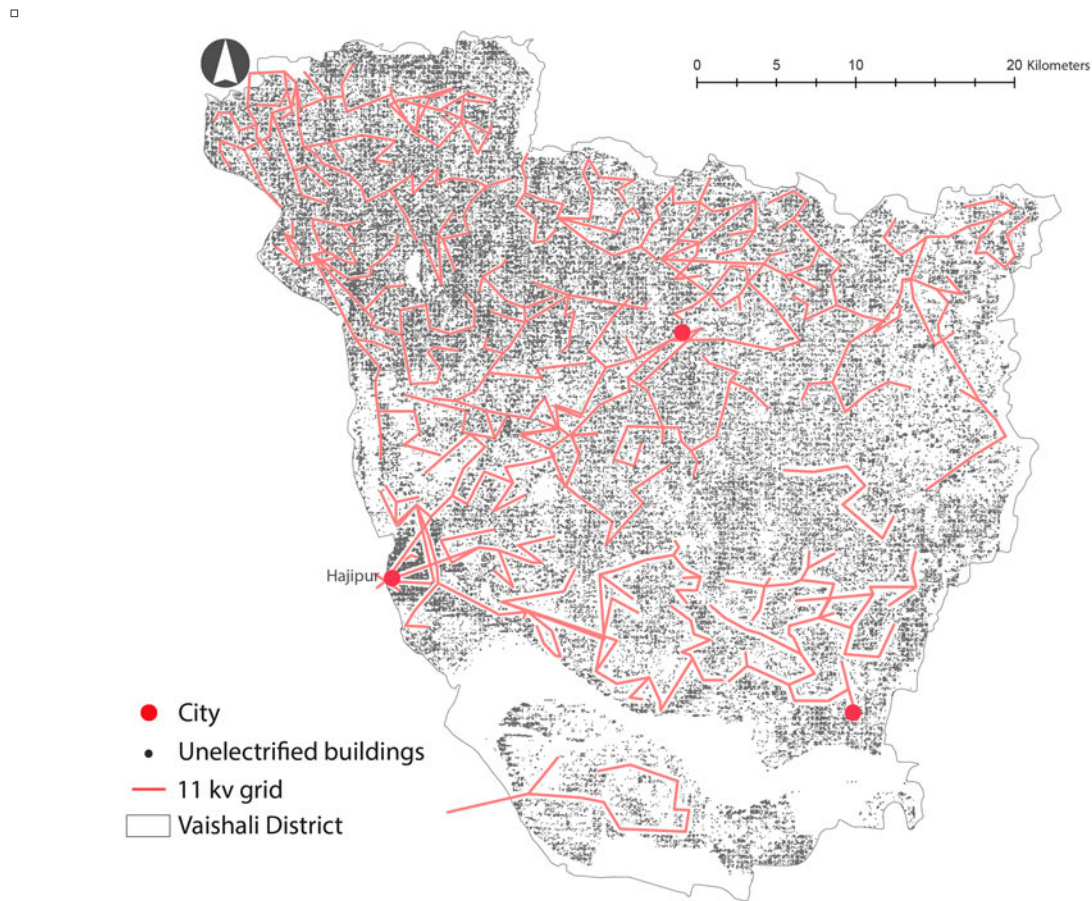 0 5 10 20 Kilometers
Hajipur
City
Unelectrified buildings
11 kv grid
Vaishali District